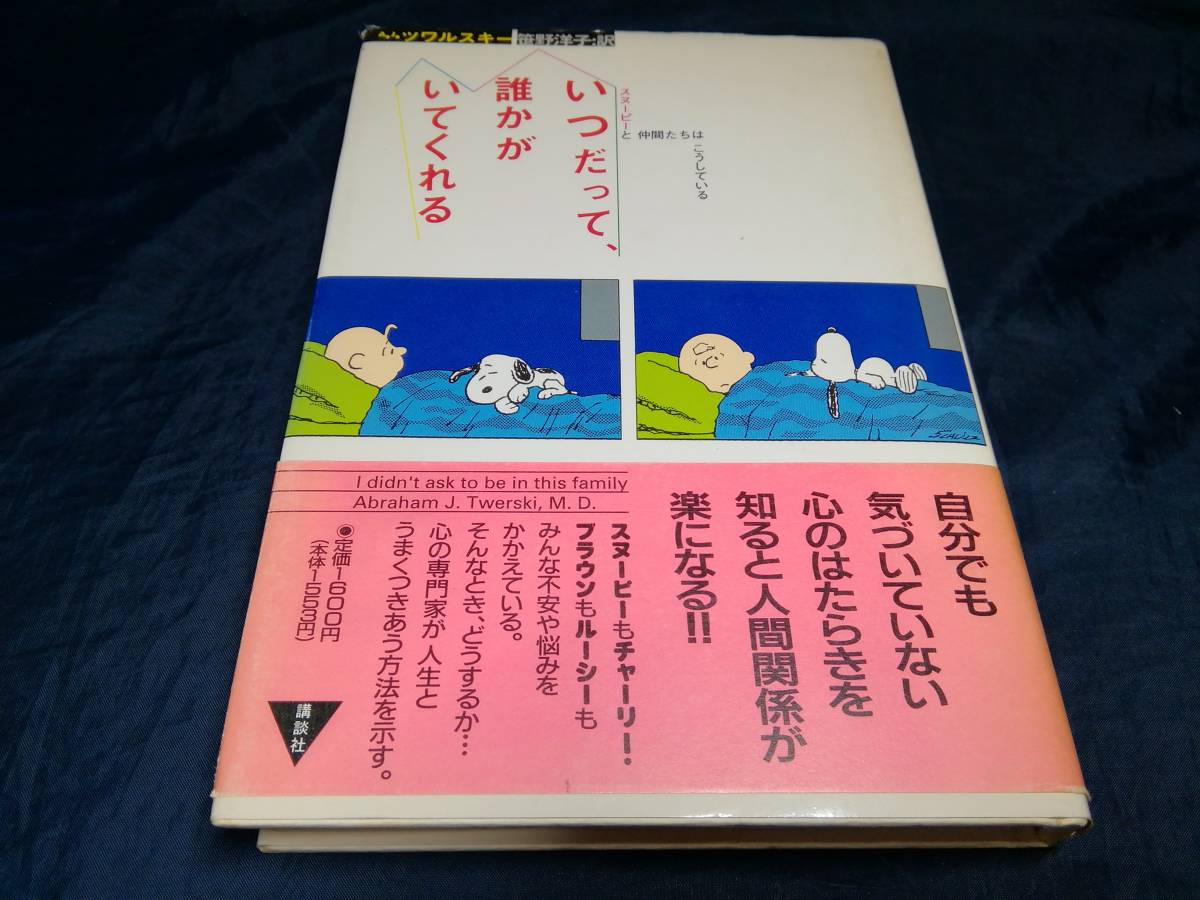 ツワルスキー 笹野洋子・訳
スヌーピーと 仲間たちは
こうしている
いつだって、
誰かが
いてくれる
SCHULZ
I didn't ask to be in this family
Abraham J. Twerski, M. D.
自分でも
気づいていない
心のはたらきを
知ると人間関係が
楽になる!!
スヌーピーもチャーリー・
ブラウンもルーシーも
みんな不安や悩みを
かかえている。
そんなとき、どうするか…
心の専門家が人生と
うまくつきあう方法を示す。
定価1600円
(本体1553円)
講談社